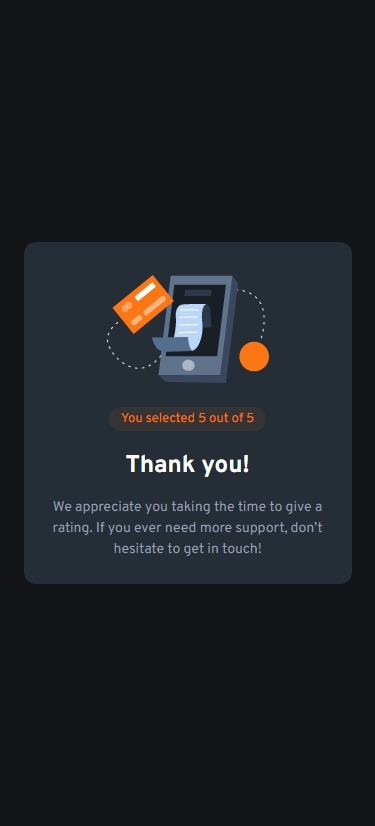 You selected 5 out of 5
Thank you!
We appreciate you taking the time to give a
rating. If you ever need more support, don’t
hesitate to get in touch!